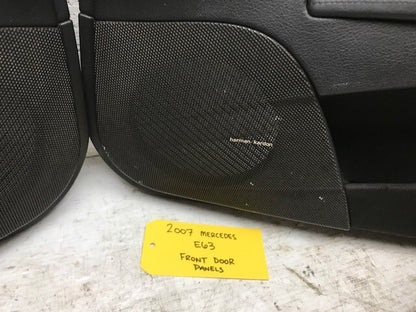 harman/kardon
2007 MERCEDES
E63
FRONT DOOR
PANELS